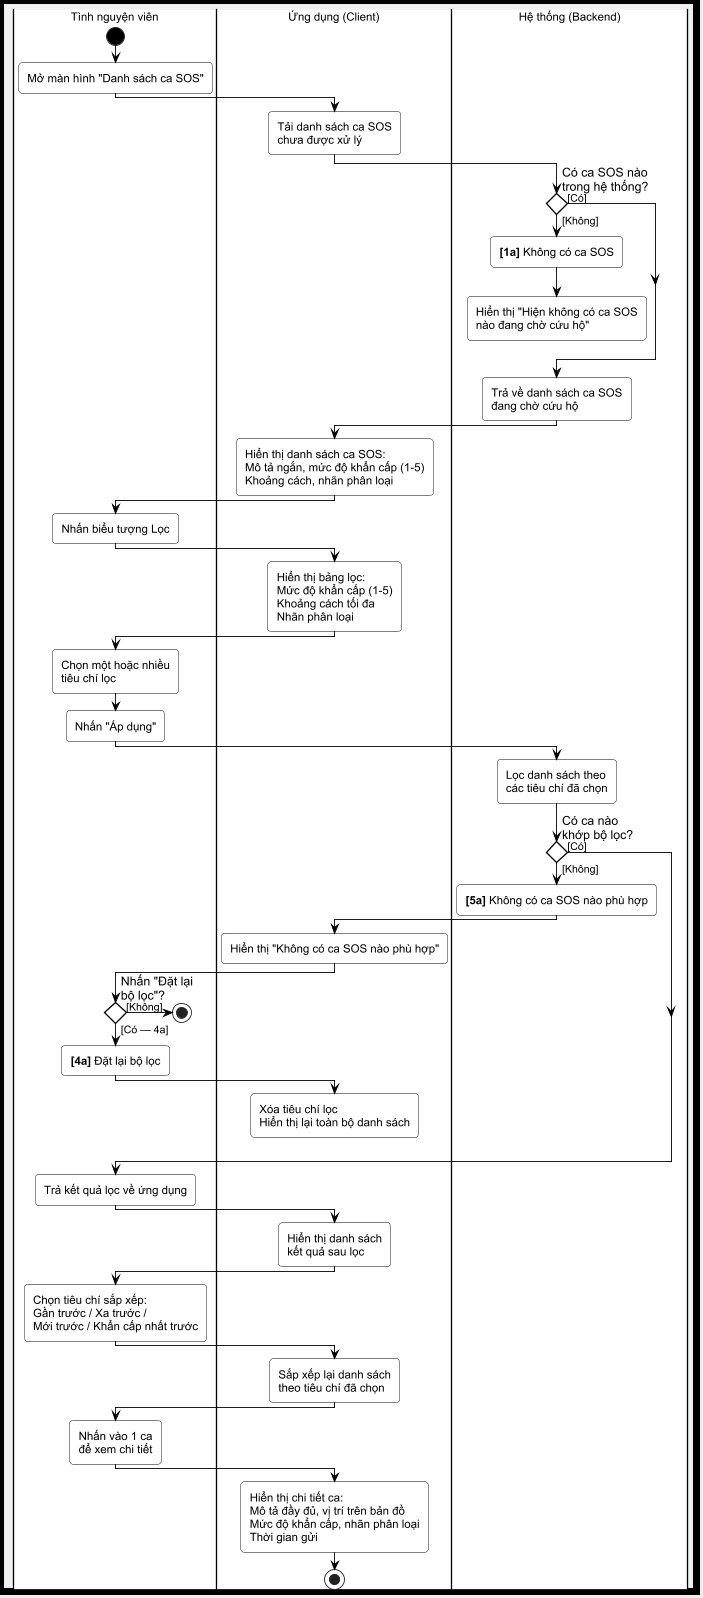 Tình nguyện viên
Ứng dụng (Client)
Hệ thống (Backend)
Mở màn hình "Danh sách ca SOS"
Tải danh sách ca SOS
chưa được xử lý
Có ca SOS nào
trong hệ thống?
[Có]
[Không]
[1a] Không có ca SOS
Hiển thị "Hiện không có ca SOS
nào đang chờ cứu hộ"
Trả về danh sách ca SOS
đang chờ cứu hộ
Hiển thị danh sách ca SOS:
Mô tả ngắn, mức độ khẩn cấp (1-5)
Khoảng cách, nhãn phân loại
Nhấn biểu tượng Lọc
Hiển thị bảng lọc:
Mức độ khẩn cấp (1-5)
Khoảng cách tối đa
Nhãn phân loại
Chọn một hoặc nhiều
tiêu chí lọc
Nhấn "Áp dụng"
Lọc danh sách theo
các tiêu chí đã chọn
Có ca nào
khớp bộ lọc?
[Có]
[Không]
[5a] Không có ca SOS nào phù hợp
Hiển thị "Không có ca SOS nào phù hợp"
Nhấn "Đặt lại
bộ lọc"?
[Không]
[Có — 4a]
[4a] Đặt lại bộ lọc
Xóa tiêu chí lọc
Hiển thị lại toàn bộ danh sách
Trả kết quả lọc về ứng dụng
Hiển thị danh sách
kết quả sau lọc
Chọn tiêu chí sắp xếp:
Gần trước / Xa trước /
Mới trước / Khẩn cấp nhất trước
Sắp xếp lại danh sách
theo tiêu chí đã chọn
Nhấn vào 1 ca
để xem chi tiết
Hiển thị chi tiết ca:
Mô tả đầy đủ, vị trí trên bản đồ
Mức độ khẩn cấp, nhãn phân loại
Thời gian gửi